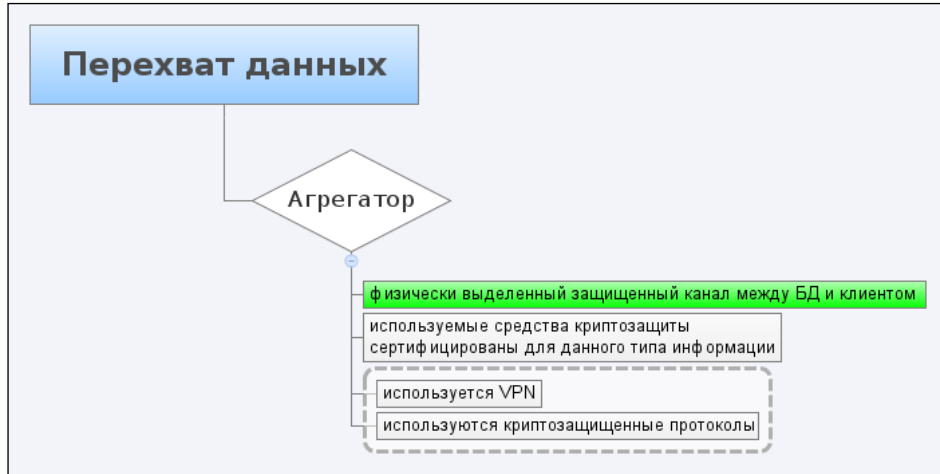 Перехват данных
Агрегатор
физически выделенный защищенный канал между БД и клиентом
используемые средства криптозащиты
сертифицированы для данного типа информации
используется VPN
используются криптозащищенные протоколы